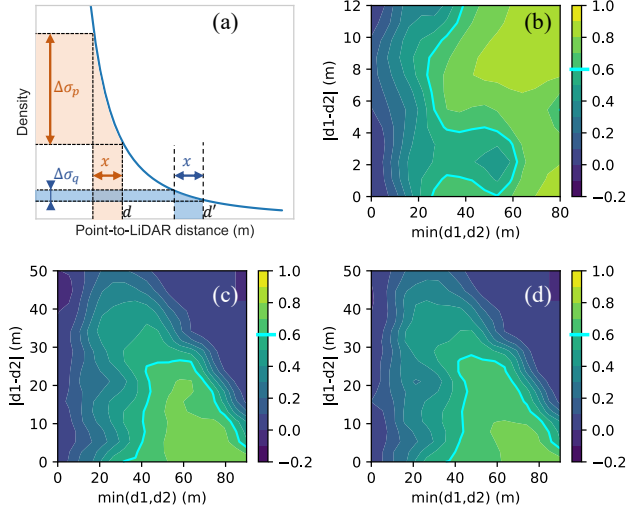 (a)
Density
Δσ_p
Δσ_q
x
x
d
d′
Point-to-LiDAR distance (m)
(b)
|d1-d2| (m)
12
10
8
6
4
2
0
0 20 40 60 80
min(d1,d2) (m)
1.0
0.8
0.6
0.4
0.2
0.0
−0.2
(c)
|d1-d2| (m)
50
40
30
20
10
0
0 20 40 60 80
min(d1,d2) (m)
1.0
0.8
0.6
0.4
0.2
0.0
−0.2
(d)
|d1-d2| (m)
50
40
30
20
10
0
0 20 40 60 80
min(d1,d2) (m)
1.0
0.8
0.6
0.4
0.2
0.0
−0.2